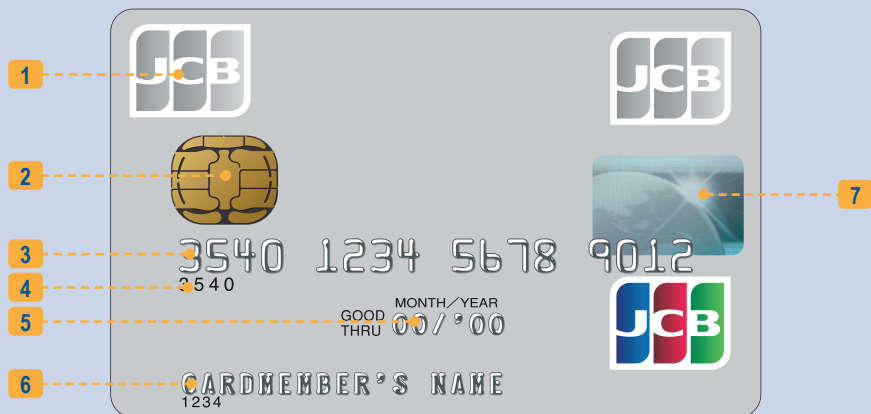 JCB
JCB
1
2
7
3
3540 1234 5678 9012
4
3540
MONTH/YEAR
5
GOOD THRU 00/'00
JCB
6
CARDMEMBER'S NAME
1234